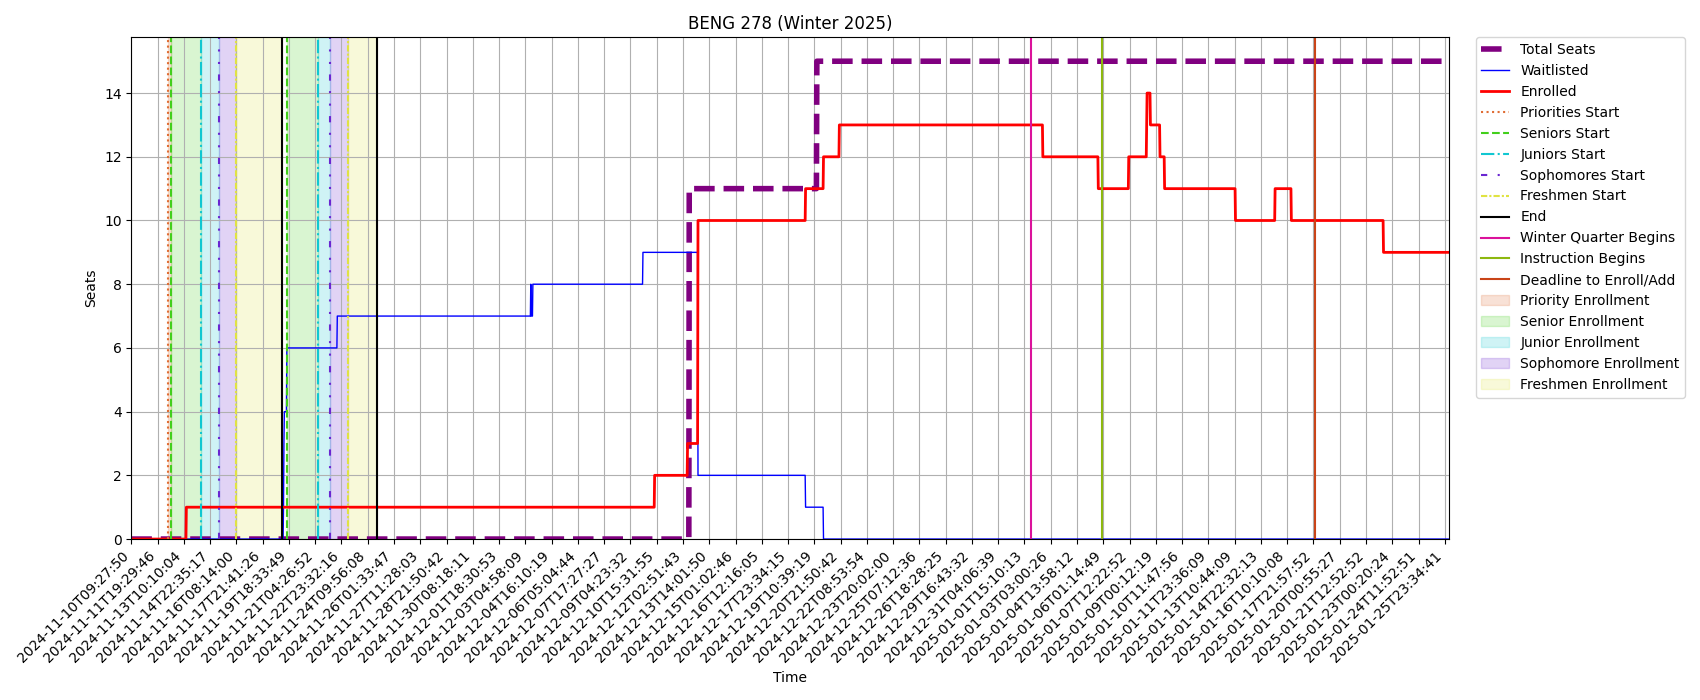 BENG 278 (Winter 2025)
Seats
14
12
10
8
6
4
2
0
2024-11-10T09:27:50
2024-11-11T19:29:46
2024-11-13T10:10:04
2024-11-14T22:35:17
2024-11-16T08:14:00
2024-11-17T21:41:26
2024-11-19T18:33:49
2024-11-21T04:26:52
2024-11-22T23:32:16
2024-11-24T09:56:08
2024-11-26T01:33:47
2024-11-27T11:28:03
2024-11-28T21:50:42
2024-11-30T08:18:11
2024-12-01T18:30:53
2024-12-03T04:58:09
2024-12-04T16:10:19
2024-12-06T05:04:44
2024-12-07T17:27:27
2024-12-09T04:23:32
2024-12-10T15:31:55
2024-12-12T02:51:43
2024-12-13T14:01:50
2024-12-15T01:02:46
2024-12-16T12:16:05
2024-12-17T23:34:15
2024-12-19T10:39:19
2024-12-20T21:50:42
2024-12-22T08:53:54
2024-12-23T20:02:00
2024-12-25T07:12:36
2024-12-26T18:28:25
2024-12-29T16:43:32
2024-12-31T04:06:39
2025-01-01T15:10:13
2025-01-03T03:00:26
2025-01-04T13:58:12
2025-01-06T01:14:49
2025-01-07T12:22:52
2025-01-09T00:12:19
2025-01-10T11:47:56
2025-01-11T23:36:09
2025-01-13T10:44:09
2025-01-14T22:32:13
2025-01-16T10:10:08
2025-01-17T21:57:52
2025-01-20T00:55:27
2025-01-21T12:52:52
2025-01-23T00:20:24
2025-01-24T11:52:51
2025-01-25T23:34:41
Time
Total Seats
Waitlisted
Enrolled
Priorities Start
Seniors Start
Juniors Start
Sophomores Start
Freshmen Start
End
Winter Quarter Begins
Instruction Begins
Deadline to Enroll/Add
Priority Enrollment
Senior Enrollment
Junior Enrollment
Sophomore Enrollment
Freshmen Enrollment